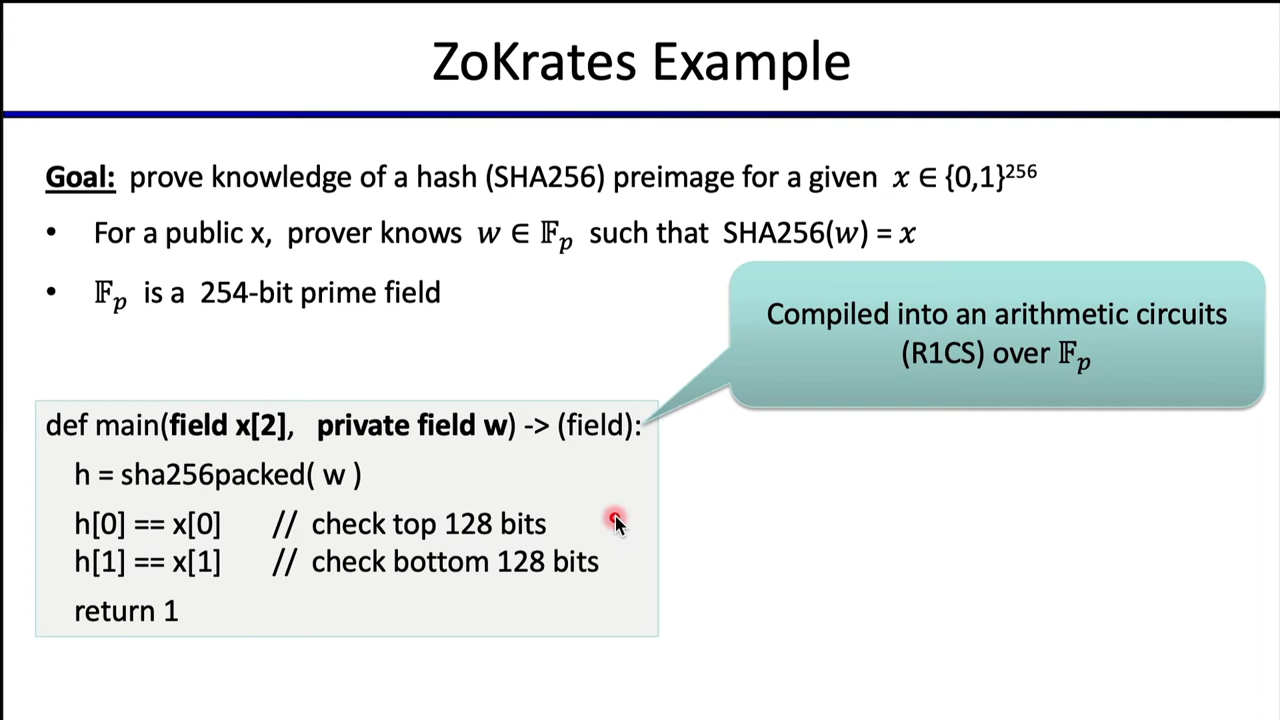 ZoKrates Example
Goal: prove knowledge of a hash (SHA256) preimage for a given x ∈ {0,1}²⁵⁶
• For a public x, prover knows w ∈ 𝔽ₚ such that SHA256(w) = x
• 𝔽ₚ is a 254-bit prime field
Compiled into an arithmetic circuits
(R1CS) over 𝔽ₚ
def main(field x[2], private field w) -> (field):
h = sha256packed( w )
h[0] == x[0] // check top 128 bits
h[1] == x[1] // check bottom 128 bits
return 1